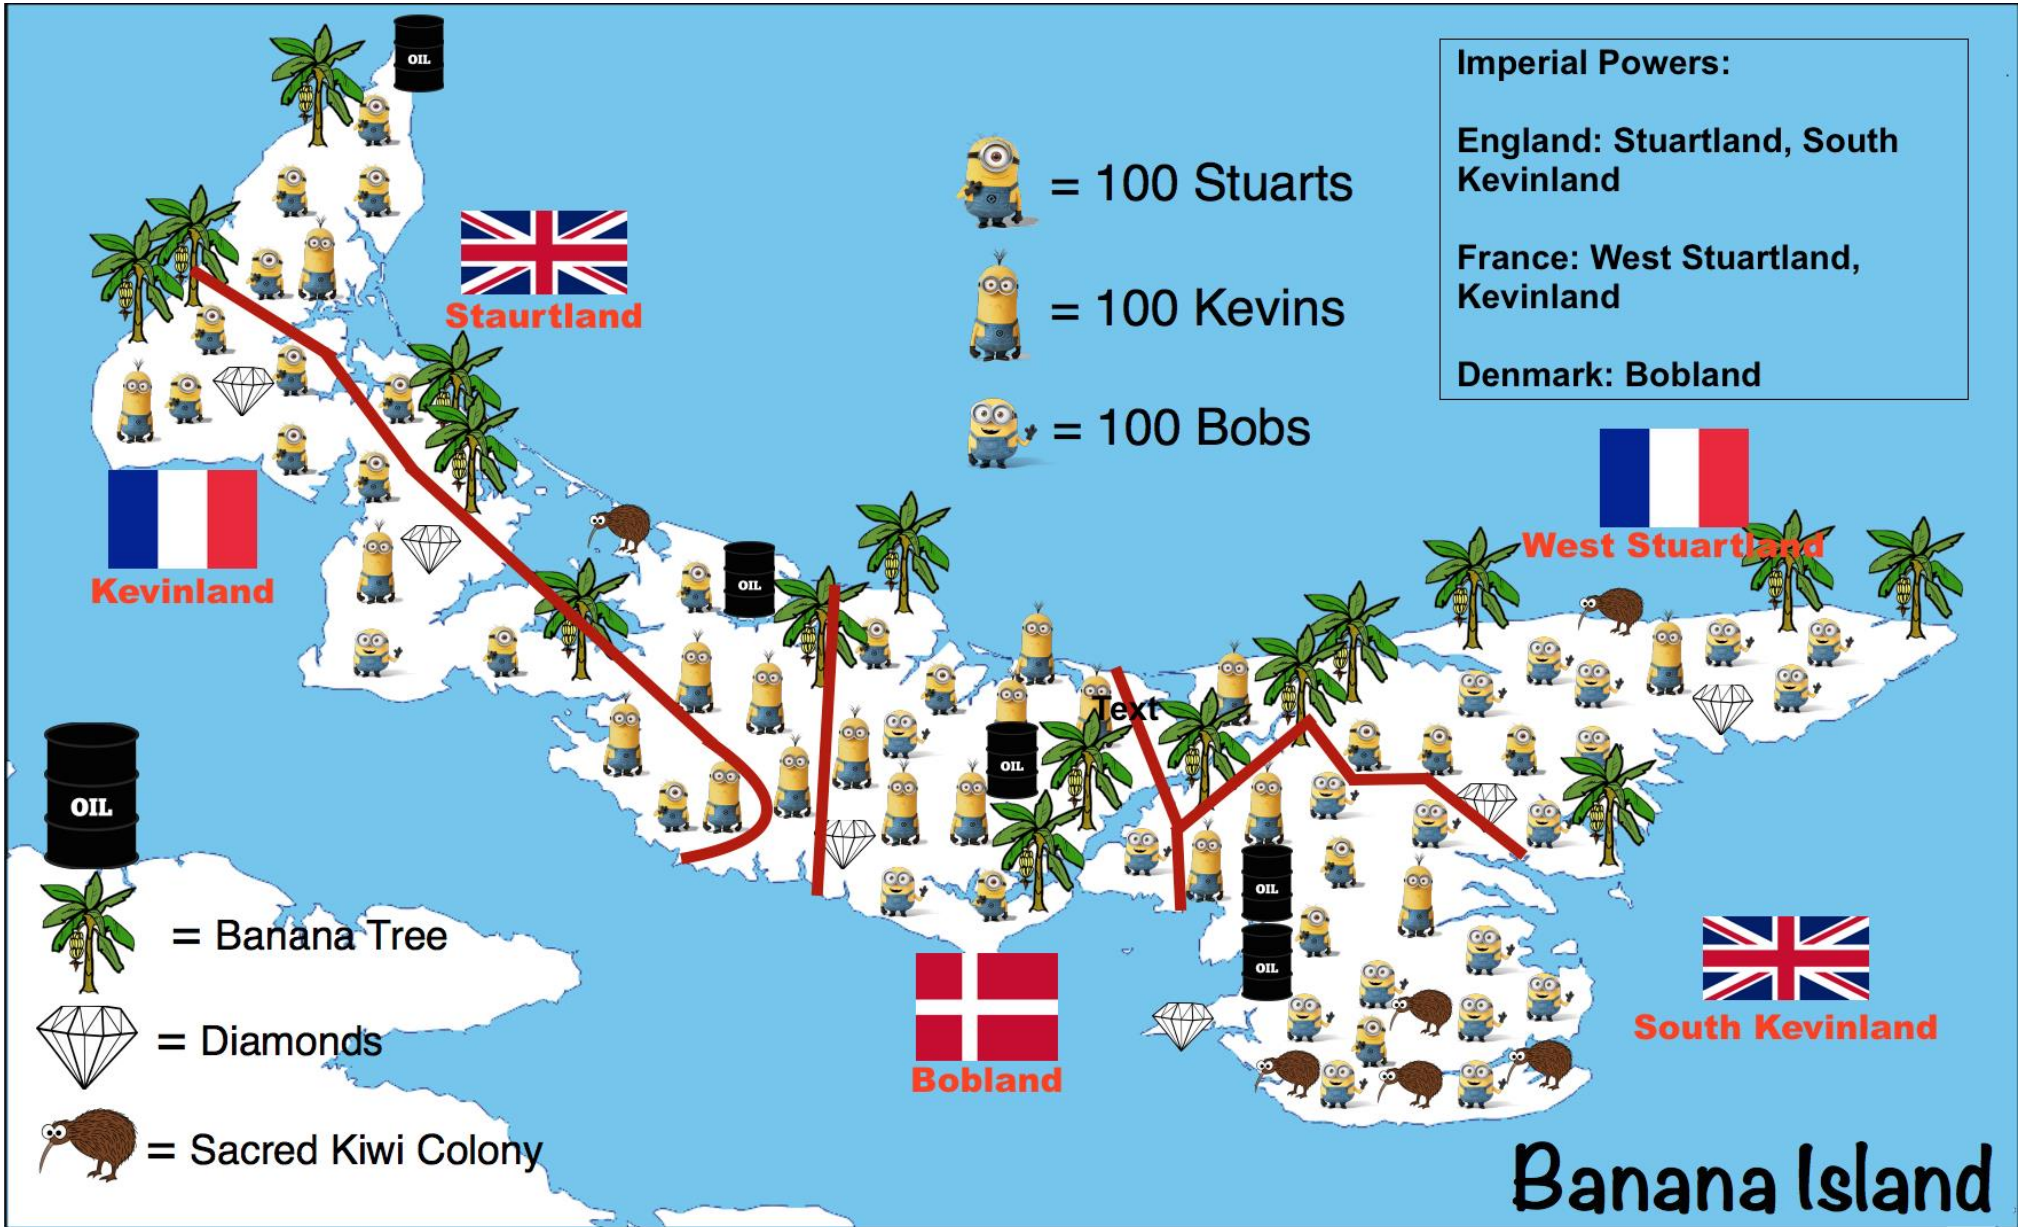 OIL
Imperial Powers:
England: Stuartland, South
Kevinland
France: West Stuartland,
Kevinland
Denmark: Bobland
= 100 Stuarts
= 100 Kevins
= 100 Bobs
Staurtland
Kevinland
West Stuartland
OIL
Text
OIL
OIL
OIL
OIL
= Banana Tree
= Diamonds
= Sacred Kiwi Colony
Bobland
South Kevinland
Banana Island